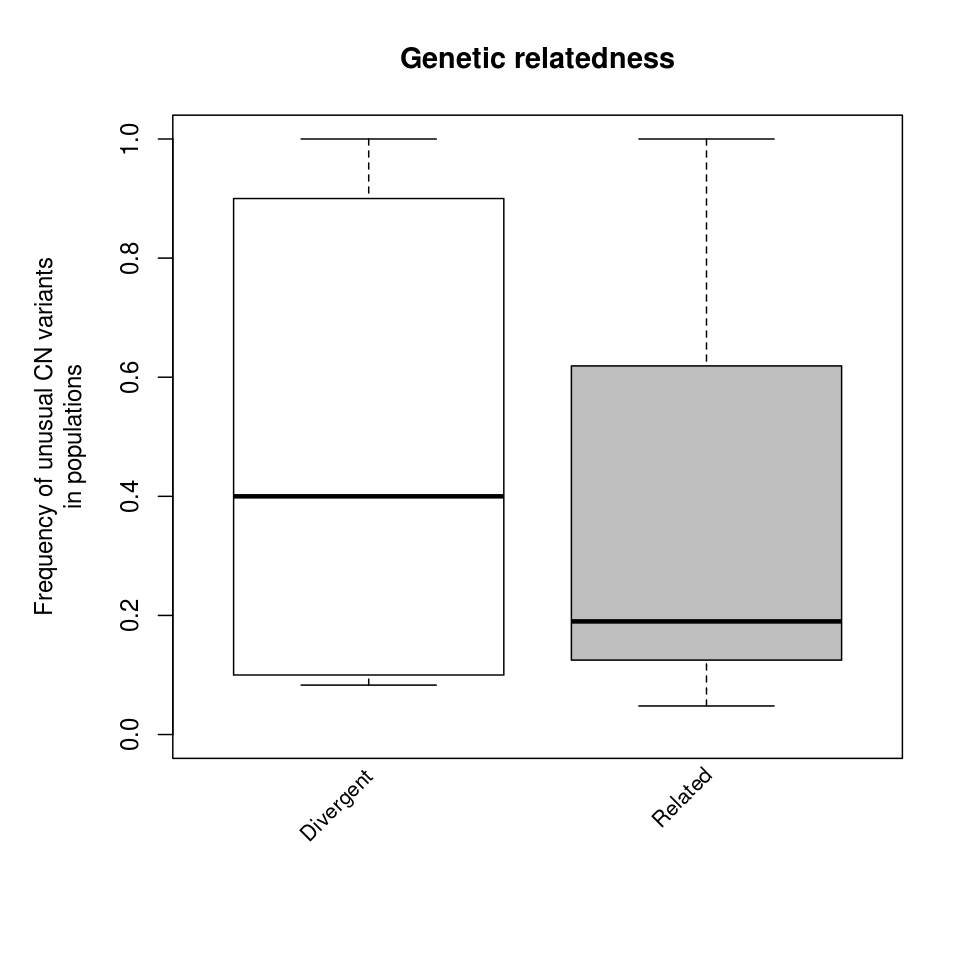 Genetic relatedness
Frequency of unusual CN variants
in populations
1.0
0.8
0.6
0.4
0.2
0.0
Divergent
Related